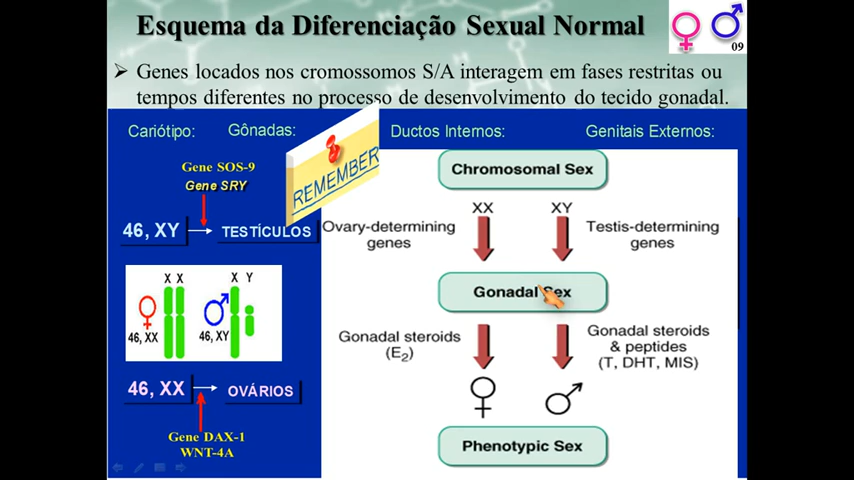 Esquema da Diferenciação Sexual Normal
09
Genes locados nos cromossomos S/A interagem em fases restritas ou
tempos diferentes no processo de desenvolvimento do tecido gonadal.
Cariótipo:
Gônadas:
Ductos Internos:
Genitais Externos:
REMEMBER
Gene SOS-9
Gene SRY
46, XY
TESTÍCULOS
X X
X Y
46, XX
46, XY
46, XX
OVÁRIOS
Gene DAX-1
WNT-4A
Chromosomal Sex
XX
XY
Ovary-determining
genes
Testis-determining
genes
Gonadal Sex
Gonadal steroids
(E2)
Gonadal steroids
& peptides
(T, DHT, MIS)
Phenotypic Sex